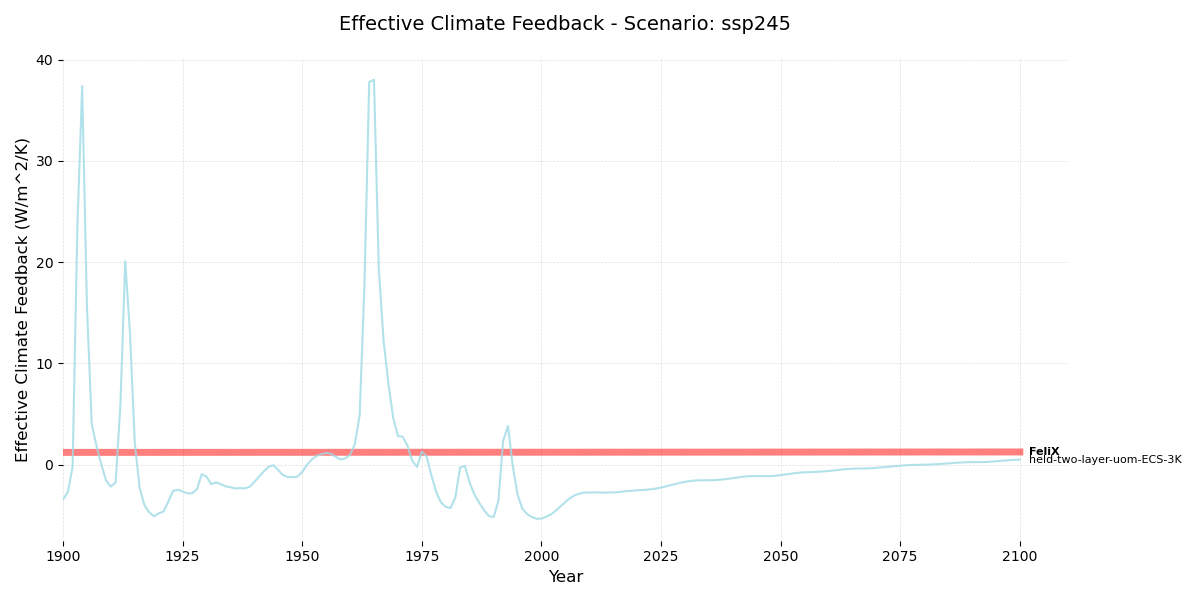 Effective Climate Feedback - Scenario: ssp245
Effective Climate Feedback (W/m^2/K)
40
30
20
10
0
FeliX
held-two-layer-uom-ECS-3K
1900
1925
1950
1975
2000
2025
2050
2075
2100
Year